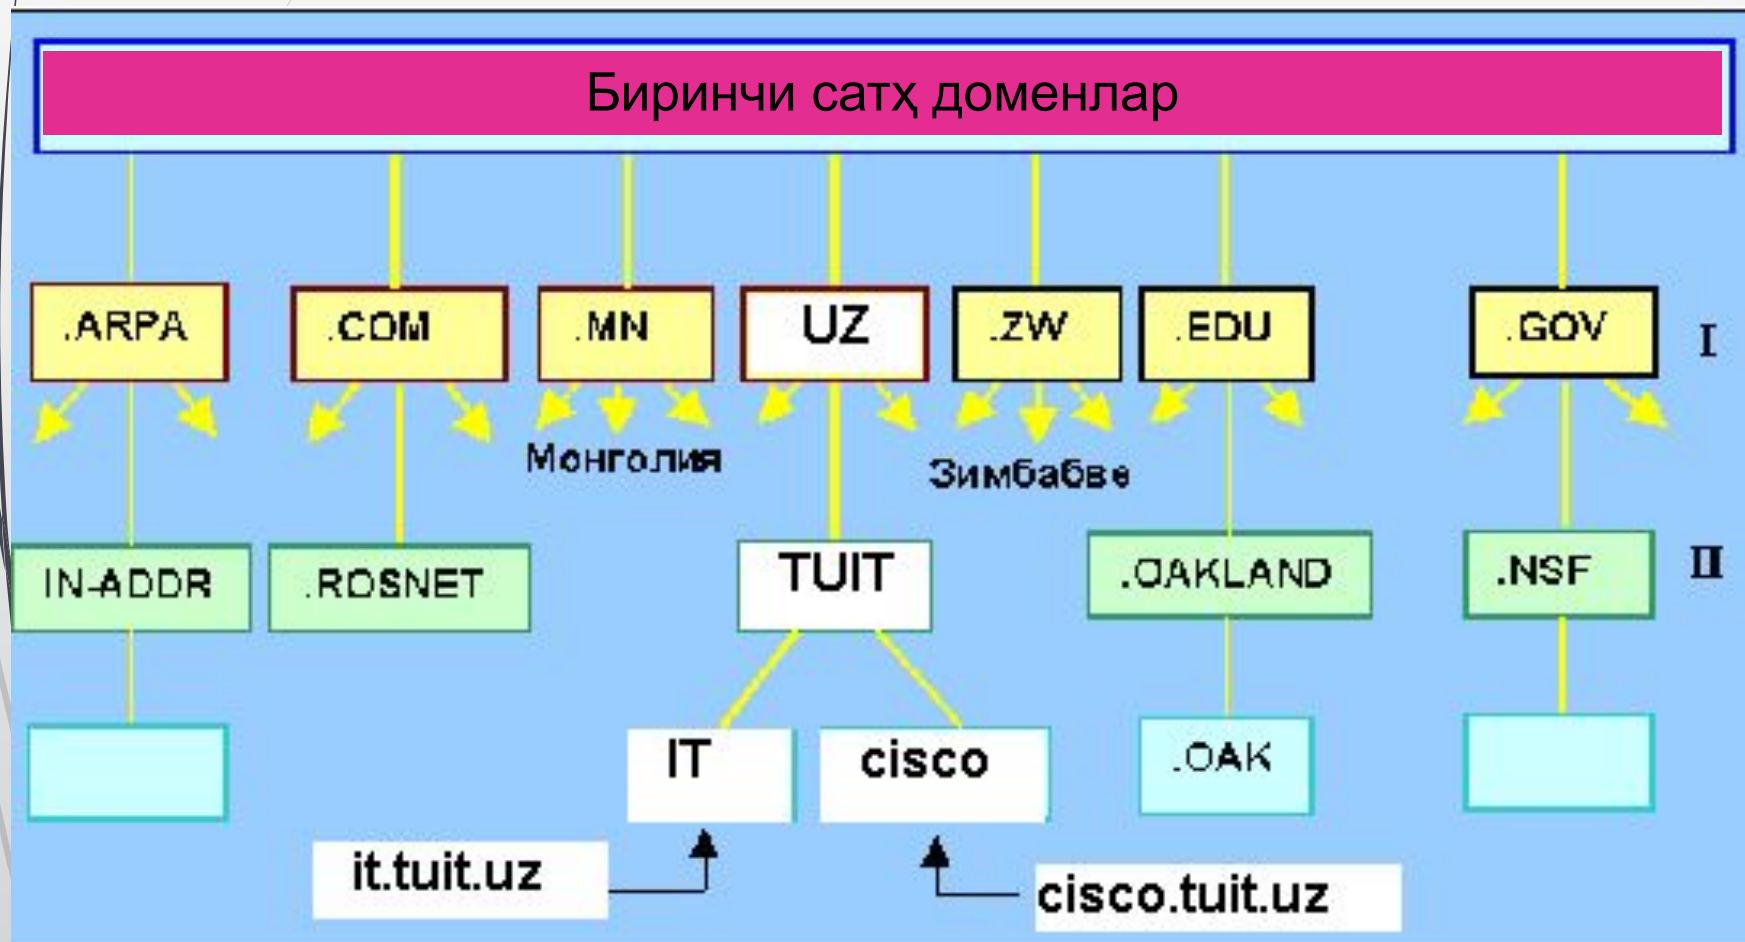 Биринчи сатҳ доменлар
.ARPA
.COM
.MN
UZ
.ZW
.EDU
.GOV
I
Монголия
Зимбабве
IN-ADDR
.ROSNET
TUIT
.OAKLAND
.NSF
II
IT
cisco
.OAK
it.tuit.uz
cisco.tuit.uz